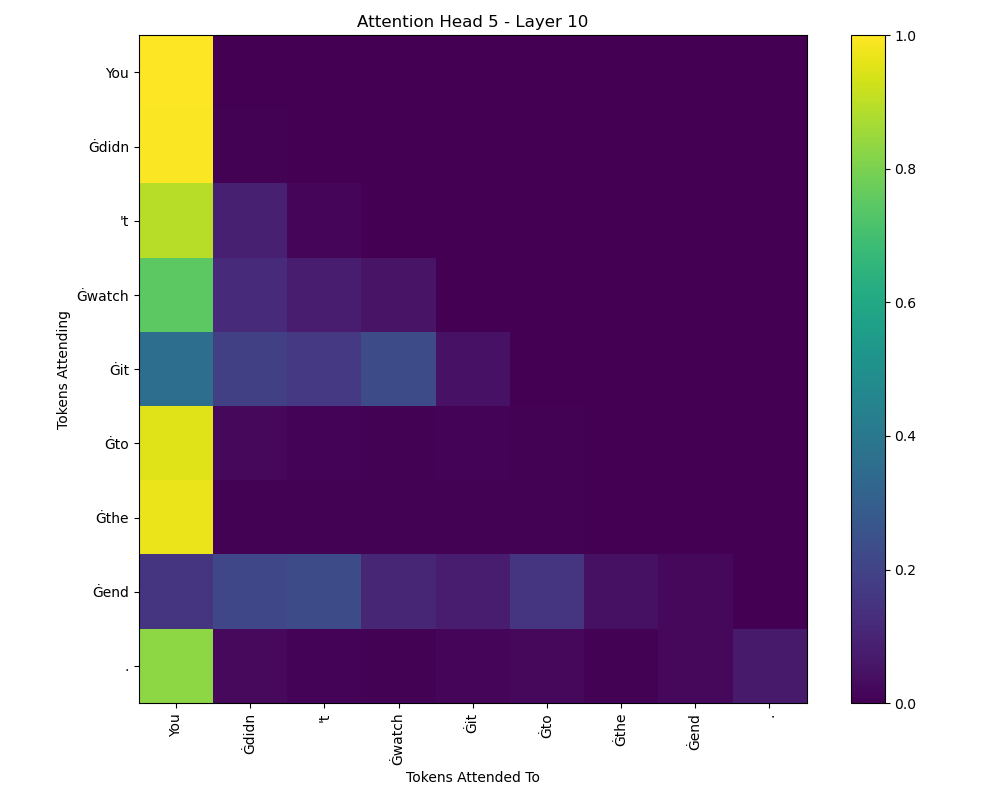 Attention Head 5 - Layer 10
You
Ġdidn
't
Ġwatch
Ġit
Ġto
Ġthe
Ġend
.
Tokens Attending
You
Ġdidn
't
Ġwatch
Ġit
Ġto
Ġthe
Ġend
.
Tokens Attended To
1.0
0.8
0.6
0.4
0.2
0.0